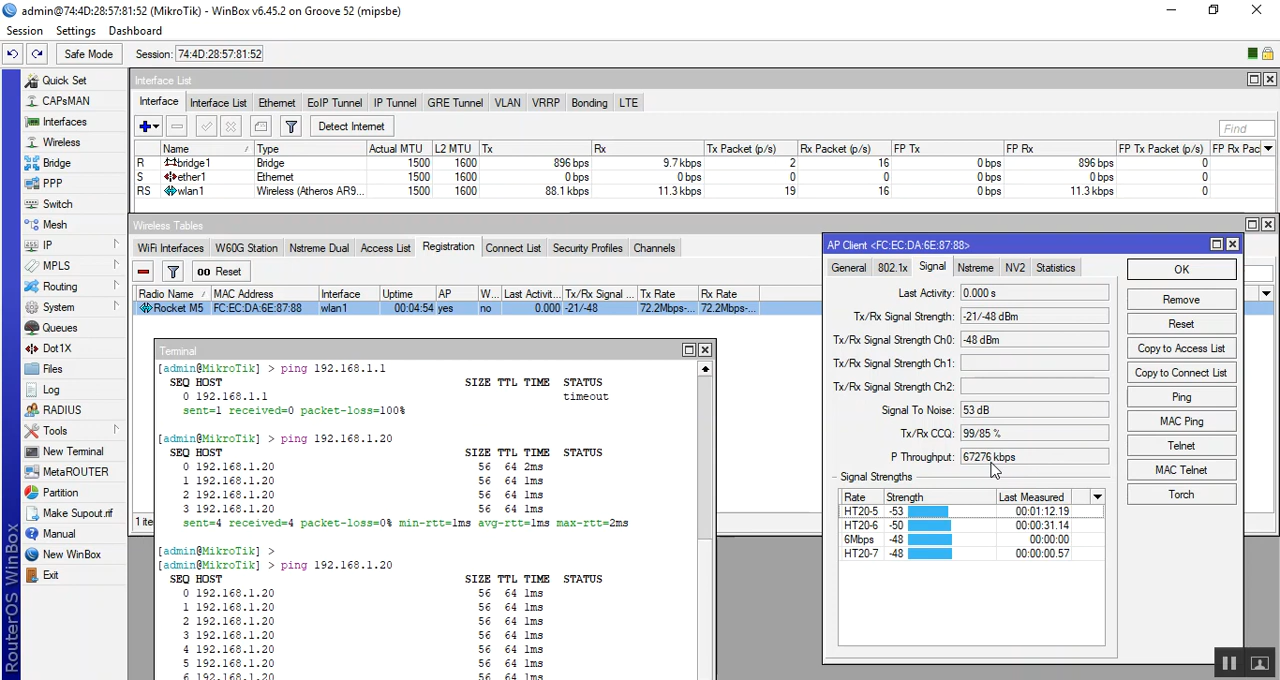 admin@74:4D:28:57:81:52 (MikroTik) - WinBox v6.45.2 on Groove 52 (mipsbe)
Session Settings Dashboard
Safe Mode Session: 74:4D:28:57:81:52
Quick Set
CAPsMAN
Interfaces
Wireless
Bridge
PPP
Switch
Mesh
IP
MPLS
Routing
System
Queues
Dot1X
Files
Log
RADIUS
Tools
New Terminal
MetaROUTER
Partition
Make Supout.rif
Manual
New WinBox
Exit
RouterOS WinBox
Interface List
Interface Interface List Ethernet EoIP Tunnel IP Tunnel GRE Tunnel VLAN VRRP Bonding LTE
Detect Internet Find
Name / Type Actual MTU L2 MTU Tx Rx Tx Packet (p/s) Rx Packet (p/s) FP Tx FP Rx FP Tx Packet (p/s) FP Rx Pac
R bridge1 Bridge 1500 1600 896 bps 9.7 kbps 2 16 0 bps 896 bps 0
S ether1 Ethernet 1500 1600 0 bps 0 bps 0 0 0 bps 0 bps 0
RS wlan1 Wireless (Atheros AR9... 1500 1600 88.1 kbps 11.3 kbps 19 16 0 bps 11.3 kbps 0
Wireless Tables
WiFi Interfaces W60G Station Nstreme Dual Access List Registration Connect List Security Profiles Channels
00 Reset
Radio Name / MAC Address Interface Uptime AP W... Last Activit... Tx/Rx Signal ... Tx Rate Rx Rate
Rocket M5 FC:EC:DA:6E:87:88 wlan1 00:04:54 yes no 0.000 -21/-48 72.2Mbps-... 72.2Mbps-...
1 ite
Terminal
[admin@MikroTik] > ping 192.168.1.1
SEQ HOST SIZE TTL TIME STATUS
0 192.168.1.1 timeout
sent=1 received=0 packet-loss=100%
[admin@MikroTik] > ping 192.168.1.20
SEQ HOST SIZE TTL TIME STATUS
0 192.168.1.20 56 64 2ms
1 192.168.1.20 56 64 1ms
2 192.168.1.20 56 64 1ms
3 192.168.1.20 56 64 1ms
sent=4 received=4 packet-loss=0% min-rtt=1ms avg-rtt=1ms max-rtt=2ms
[admin@MikroTik] >
[admin@MikroTik] > ping 192.168.1.20
SEQ HOST SIZE TTL TIME STATUS
0 192.168.1.20 56 64 1ms
1 192.168.1.20 56 64 1ms
2 192.168.1.20 56 64 1ms
3 192.168.1.20 56 64 1ms
4 192.168.1.20 56 64 1ms
5 192.168.1.20 56 64 1ms
6 192.168.1.20 56 64 1ms
AP Client <FC:EC:DA:6E:87:88>
General 802.1x Signal Nstreme NV2 Statistics
Last Activity: 0.000 s
Tx/Rx Signal Strength: -21/-48 dBm
Tx/Rx Signal Strength Ch0: -48 dBm
Tx/Rx Signal Strength Ch1:
Tx/Rx Signal Strength Ch2:
Signal To Noise: 53 dB
Tx/Rx CCQ: 99/85 %
P Throughput: 67276 kbps
Signal Strengths
Rate Strength Last Measured
HT20-5 -53 00:01:12.19
HT20-6 -50 00:00:31.14
6Mbps -48 00:00:00
HT20-7 -48 00:00:00.57
OK
Remove
Reset
Copy to Access List
Copy to Connect List
Ping
MAC Ping
Telnet
MAC Telnet
Torch